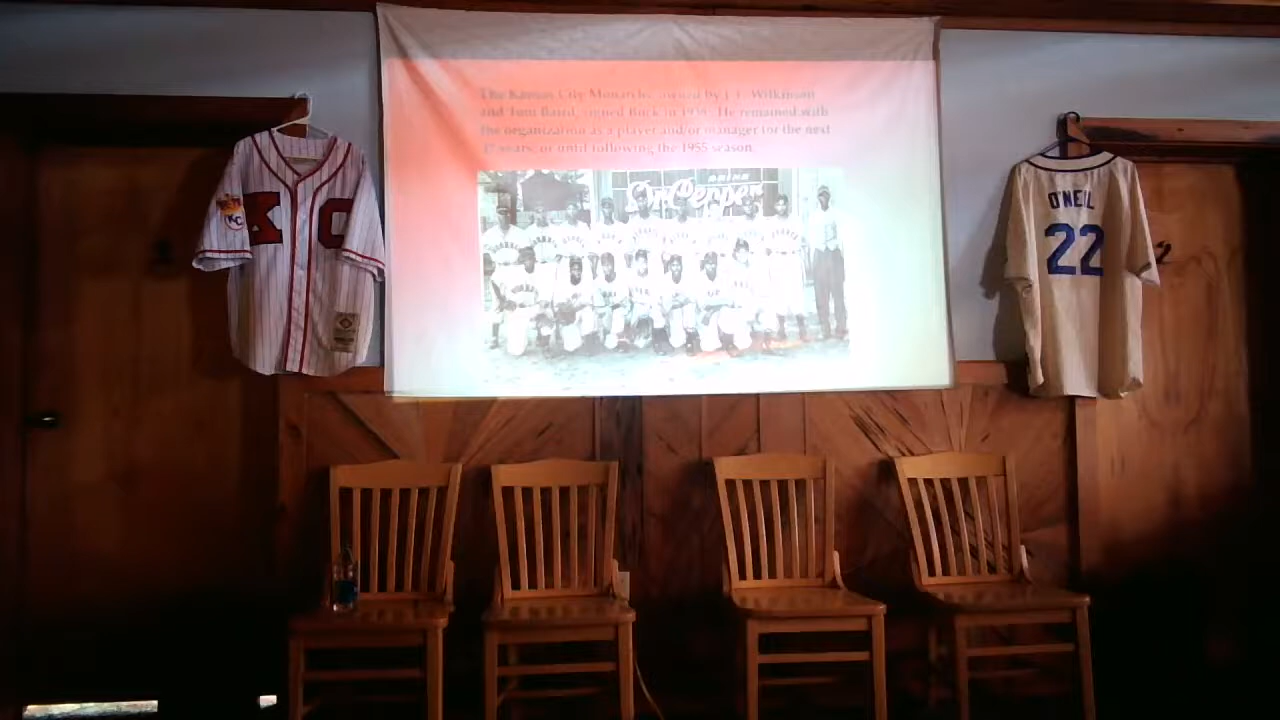 The Kansas City Monarchs, owned by J. L. Wilkinson
and Tom Baird, signed Buck in 1938. He remained with
the organization as a player and/or manager for the next
17 years, or until following the 1955 season.
DRINK
Dr Pepper
KC
K C
O'NEIL
22
2